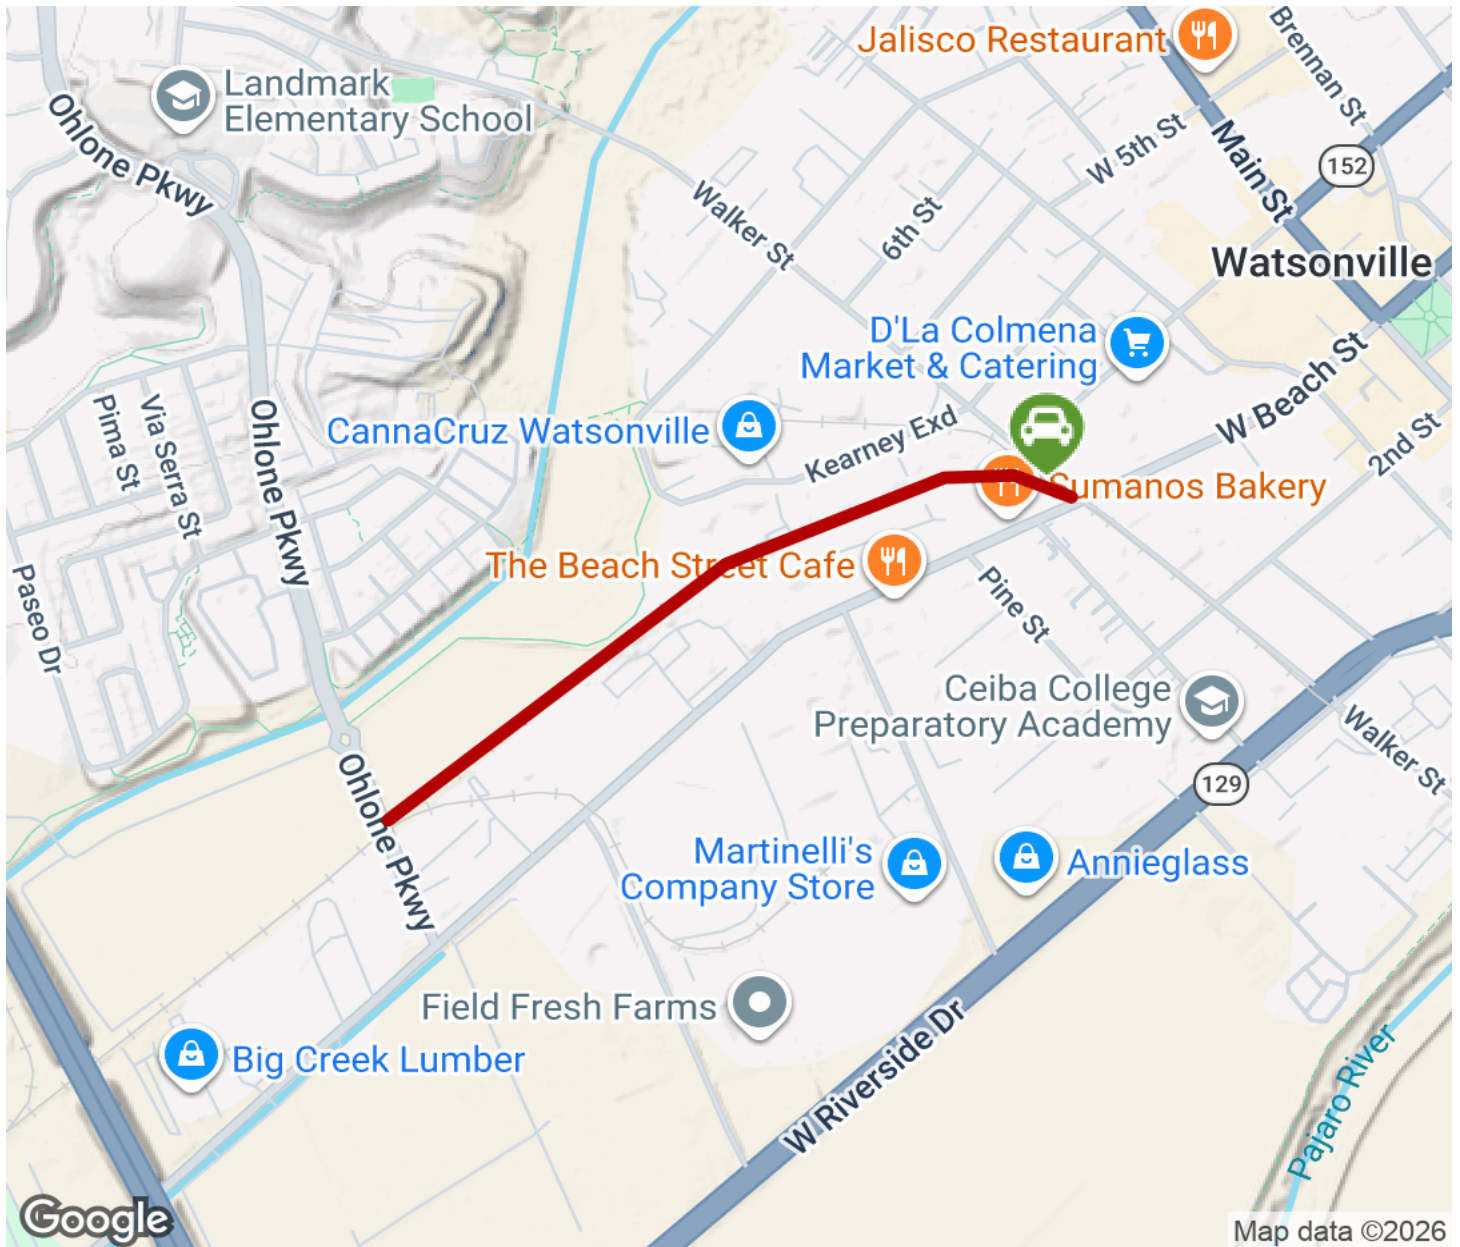 Jalisco Restaurant
Brennan St
Landmark
Elementary School
Ohlone Pkwy
W 5th St
Main St
152
Walker St
6th St
Watsonville
D'La Colmena
Market & Catering
W Beach St
Pima St
Via Serra St
Ohlone Pkwy
CannaCruz Watsonville
Kearney Exd
2nd St
Sumanos Bakery
The Beach Street Cafe
Paseo Dr
Pine St
Ceiba College
Preparatory Academy
Walker St
129
Ohlone Pkwy
Martinelli's
Company Store
Annieglass
Field Fresh Farms
Big Creek Lumber
W Riverside Dr
Pajaro River
Google
Map data ©2026